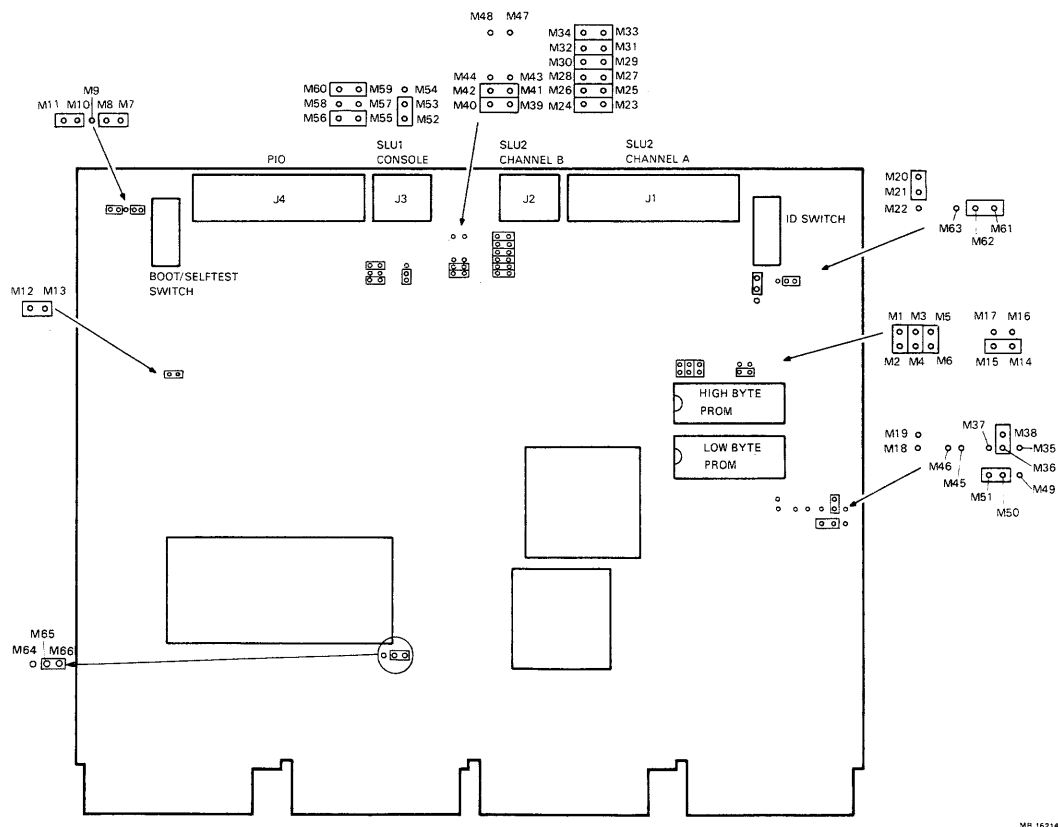 M48 M47
M34 M33
M32 M31
M30 M29
M44 M43 M28 M27
M60 M59 M54 M42 M41 M26 M25
M58 M57 M53 M40 M39 M24 M23
M56 M55 M52
M9
M11 M10 M8 M7
PIO
SLU1
CONSOLE
SLU2
CHANNEL B
SLU2
CHANNEL A
J4
J3
J2
J1
M20
M21
M22
M63
M62
M61
ID SWITCH
BOOT/SELFTEST
SWITCH
M12 M13
M1 M3 M5
M2 M4 M6
M17 M16
M15 M14
HIGH BYTE
PROM
LOW BYTE
PROM
M19
M18
M46
M45
M37
M38
M35
M36
M51
M49
M50
M65
M64 M66
MR 16214